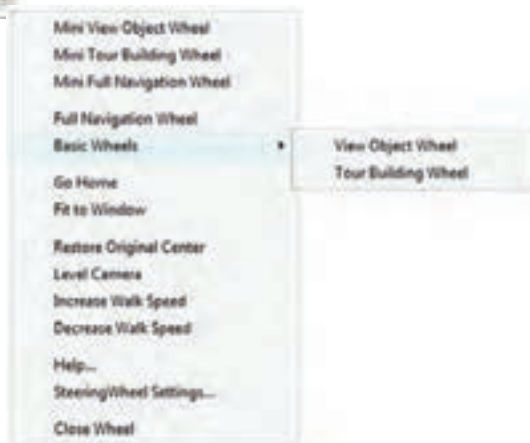 Mini View Object Wheel
Mini Tour Building Wheel
Mini Full Navigation Wheel
Full Navigation Wheel
Basic Wheels
View Object Wheel
Tour Building Wheel
Go Home
Fit to Window
Restore Original Center
Level Camera
Increase Walk Speed
Decrease Walk Speed
Help...
SteeringWheel Settings...
Close Wheel